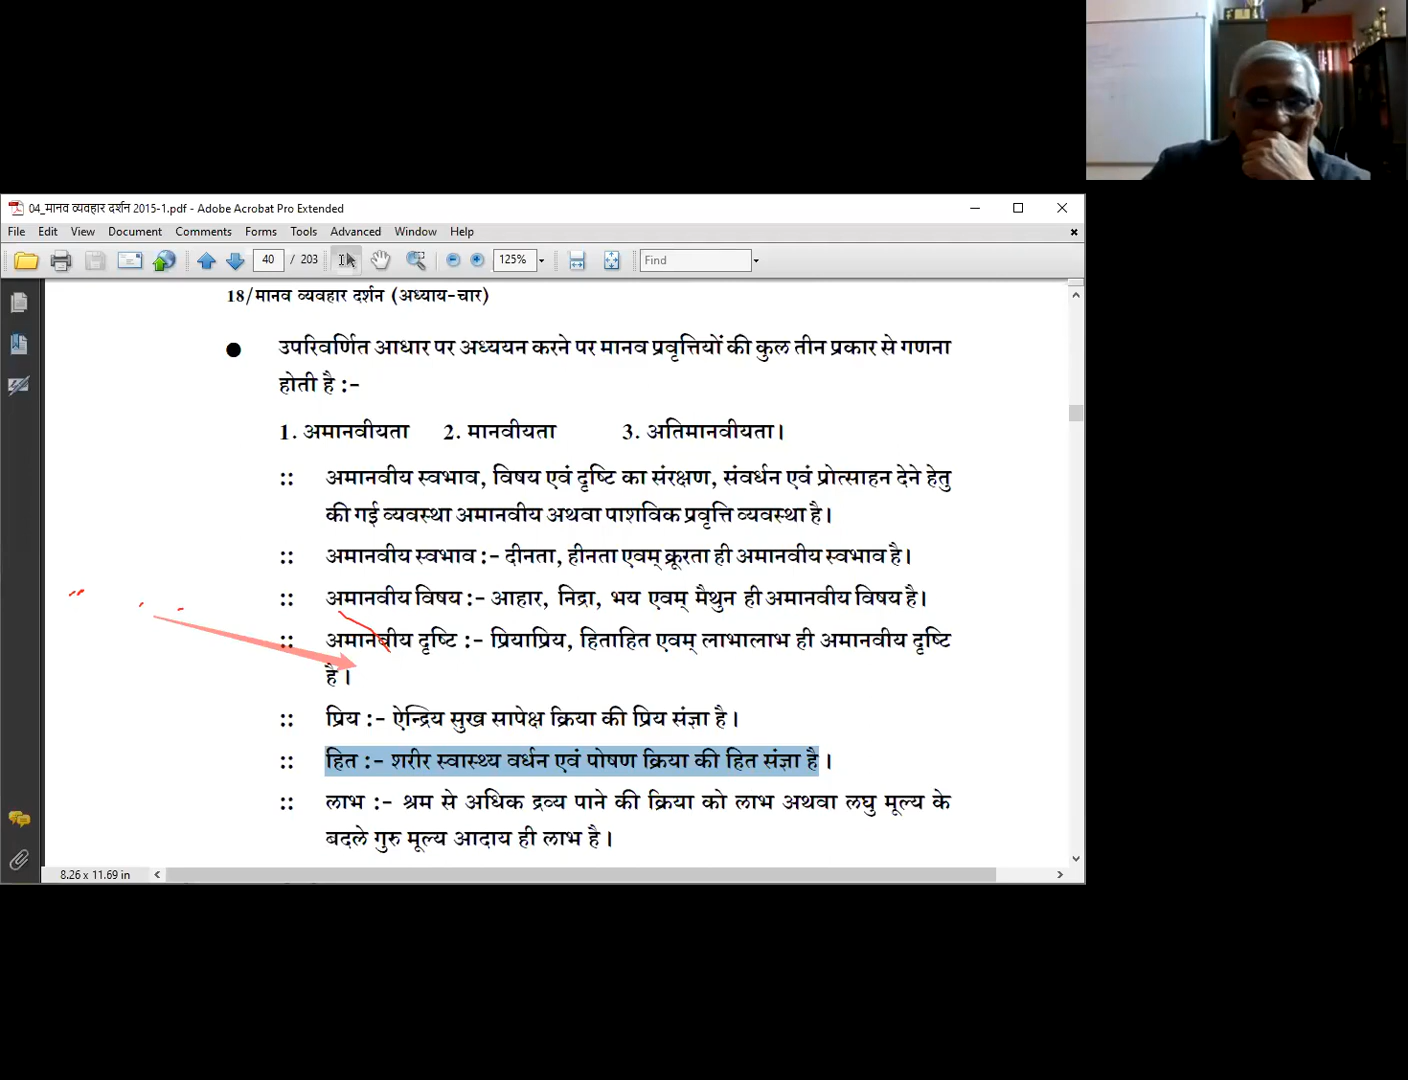 04_मानव व्यवहार दर्शन 2015-1.pdf - Adobe Acrobat Pro Extended
File Edit View Document Comments Forms Tools Advanced Window Help
40 / 203 125% Find
18/मानव व्यवहार दर्शन (अध्याय-चार)
● उपरिवर्णित आधार पर अध्ययन करने पर मानव प्रवृत्तियों की कुल तीन प्रकार से गणना
होती है :-
1. अमानवीयता 2. मानवीयता 3. अतिमानवीयता।
:: अमानवीय स्वभाव, विषय एवं दृष्टि का संरक्षण, संवर्धन एवं प्रोत्साहन देने हेतु
की गई व्यवस्था अमानवीय अथवा पाशविक प्रवृत्ति व्यवस्था है।
:: अमानवीय स्वभाव :- दीनता, हीनता एवम् क्रूरता ही अमानवीय स्वभाव है।
:: अमानवीय विषय :- आहार, निद्रा, भय एवम् मैथुन ही अमानवीय विषय है।
:: अमानवीय दृष्टि :- प्रियाप्रिय, हिताहित एवम् लाभालाभ ही अमानवीय दृष्टि
है।
:: प्रिय :- ऐन्द्रिय सुख सापेक्ष क्रिया की प्रिय संज्ञा है।
:: हित :- शरीर स्वास्थ्य वर्धन एवं पोषण क्रिया की हित संज्ञा है।
:: लाभ :- श्रम से अधिक द्रव्य पाने की क्रिया को लाभ अथवा लघु मूल्य के
बदले गुरु मूल्य आदाय ही लाभ है।
8.26 x 11.69 in